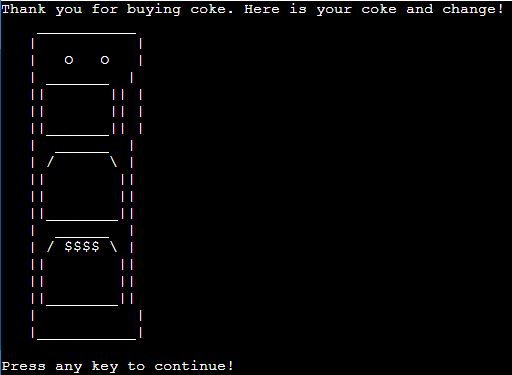 Thank you for buying coke. Here is your coke and change!
o o
$$$$
Press any key to continue!